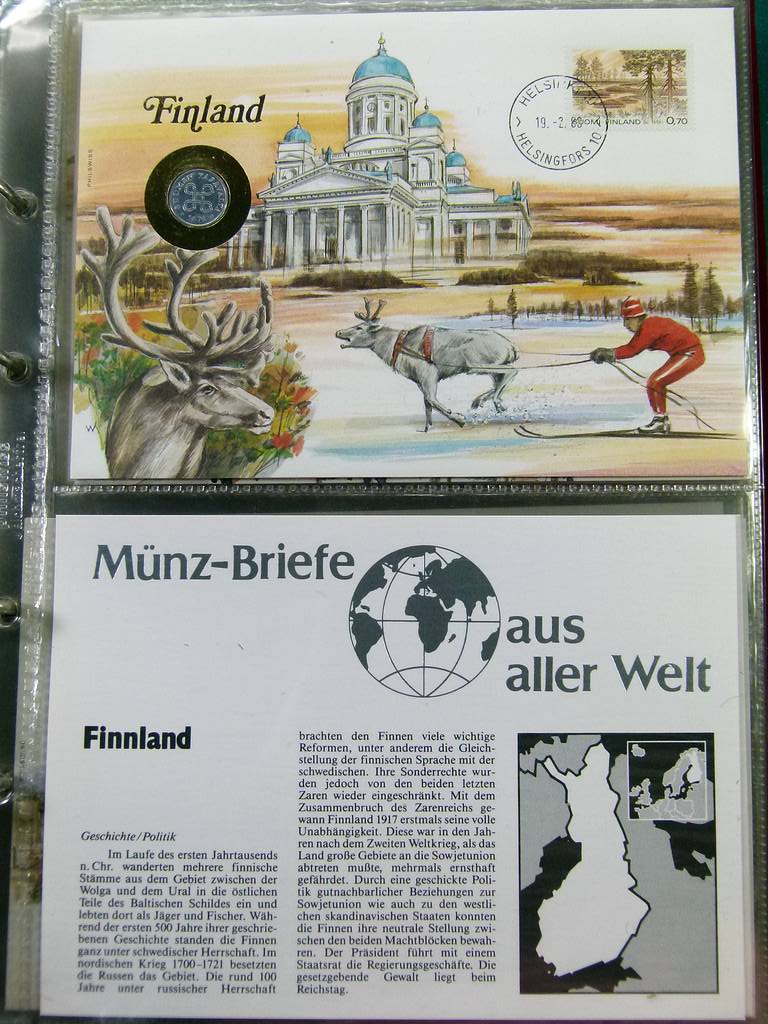 Finland
PHILSWISS
HELSINKI 10
19.-2.
HELSINGFORS 10
SUOMI FINLAND
0,70
W
Münz-Briefe
aus
aller Welt
Finnland
Geschichte/Politik
Im Laufe des ersten Jahrtausends
n. Chr. wanderten mehrere finnische
Stämme aus dem Gebiet zwischen der
Wolga und dem Ural in die östlichen
Teile des Baltischen Schildes ein und
lebten dort als Jäger und Fischer. Wäh-
rend der ersten 500 Jahre ihrer geschrie-
benen Geschichte standen die Finnen
ganz unter schwedischer Herrschaft. Im
nordischen Krieg 1700–1721 besetzten
die Russen das Gebiet. Die rund 100
Jahre unter russischer Herrschaft
brachten den Finnen viele wichtige
Reformen, unter anderem die Gleich-
stellung der finnischen Sprache mit der
schwedischen. Ihre Sonderrechte wur-
den jedoch von den beiden letzten
Zaren wieder eingeschränkt. Mit dem
Zusammenbruch des Zarenreichs ge-
wann Finnland 1917 erstmals seine volle
Unabhängigkeit. Diese war in den Jah-
ren nach dem Zweiten Weltkrieg, als das
Land große Gebiete an die Sowjetunion
abtreten mußte, mehrmals ernsthaft
gefährdet. Durch eine geschickte Poli-
tik gutnachbarlicher Beziehungen zur
Sowjetunion wie auch zu den westli-
chen skandinavischen Staaten konnten
die Finnen ihre neutrale Stellung zwi-
schen den beiden Machtblöcken bewah-
ren. Der Präsident führt mit einem
Staatsrat die Regierungsgeschäfte. Die
gesetzgebende Gewalt liegt beim
Reichstag.